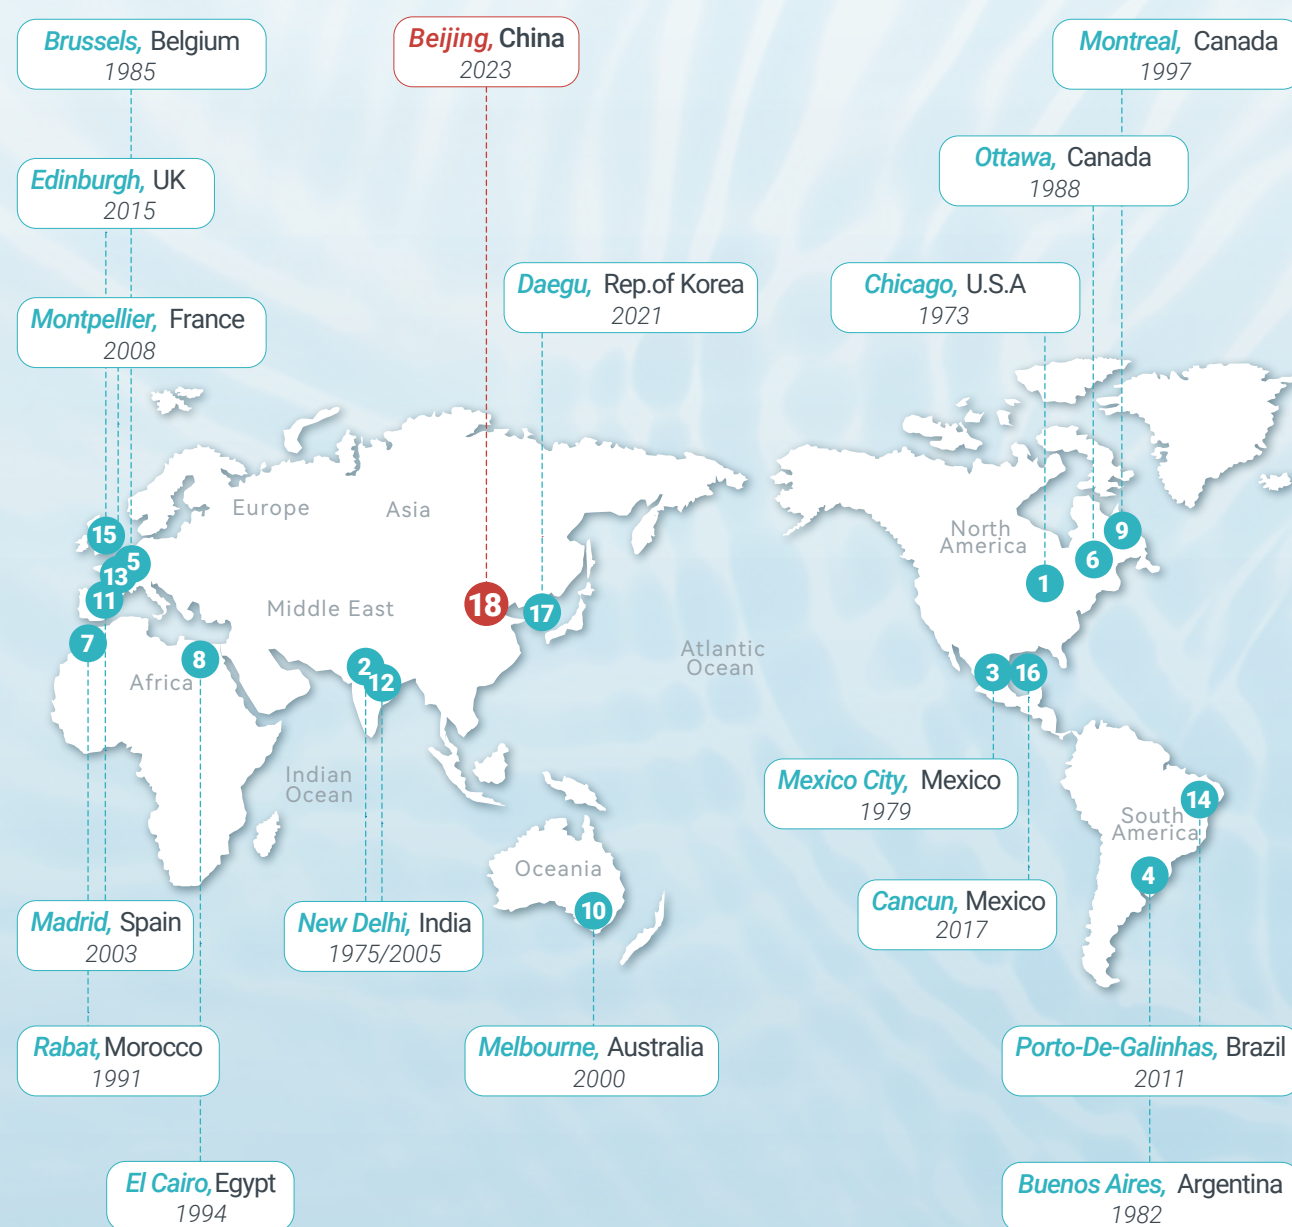 Brussels, Belgium
1985
Beijing, China
2023
Montreal, Canada
1997
Edinburgh, UK
2015
Ottawa, Canada
1988
Montpellier, France
2008
Daegu, Rep.of Korea
2021
Chicago, U.S.A
1973
Europe
Asia
North
America
Middle East
Africa
Atlantic
Ocean
Indian
Ocean
Oceania
South
America
15
5
13
11
7
8
18
17
2
12
10
9
6
1
3
16
14
4
Mexico City, Mexico
1979
Cancun, Mexico
2017
Madrid, Spain
2003
New Delhi, India
1975/2005
Rabat, Morocco
1991
Melbourne, Australia
2000
Porto-De-Galinhas, Brazil
2011
El Cairo, Egypt
1994
Buenos Aires, Argentina
1982